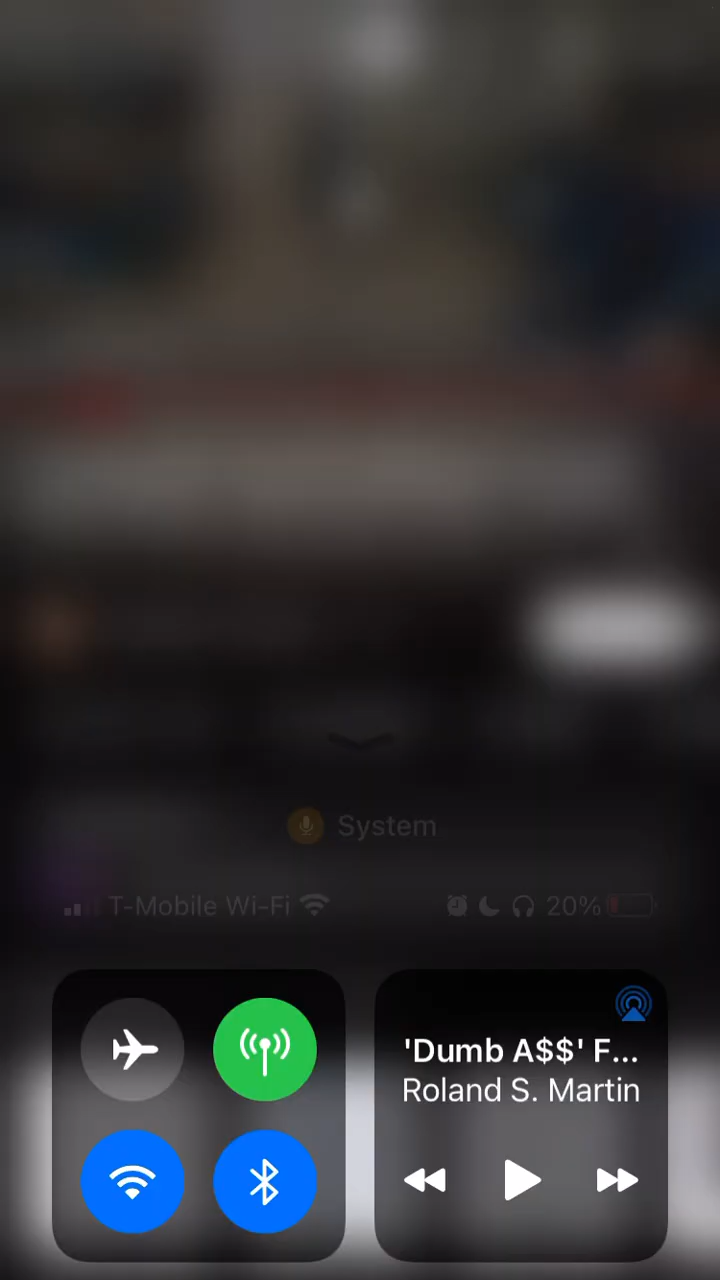 System
T-Mobile Wi-Fi 20%
'Dumb A$$' F...
Roland S. Martin